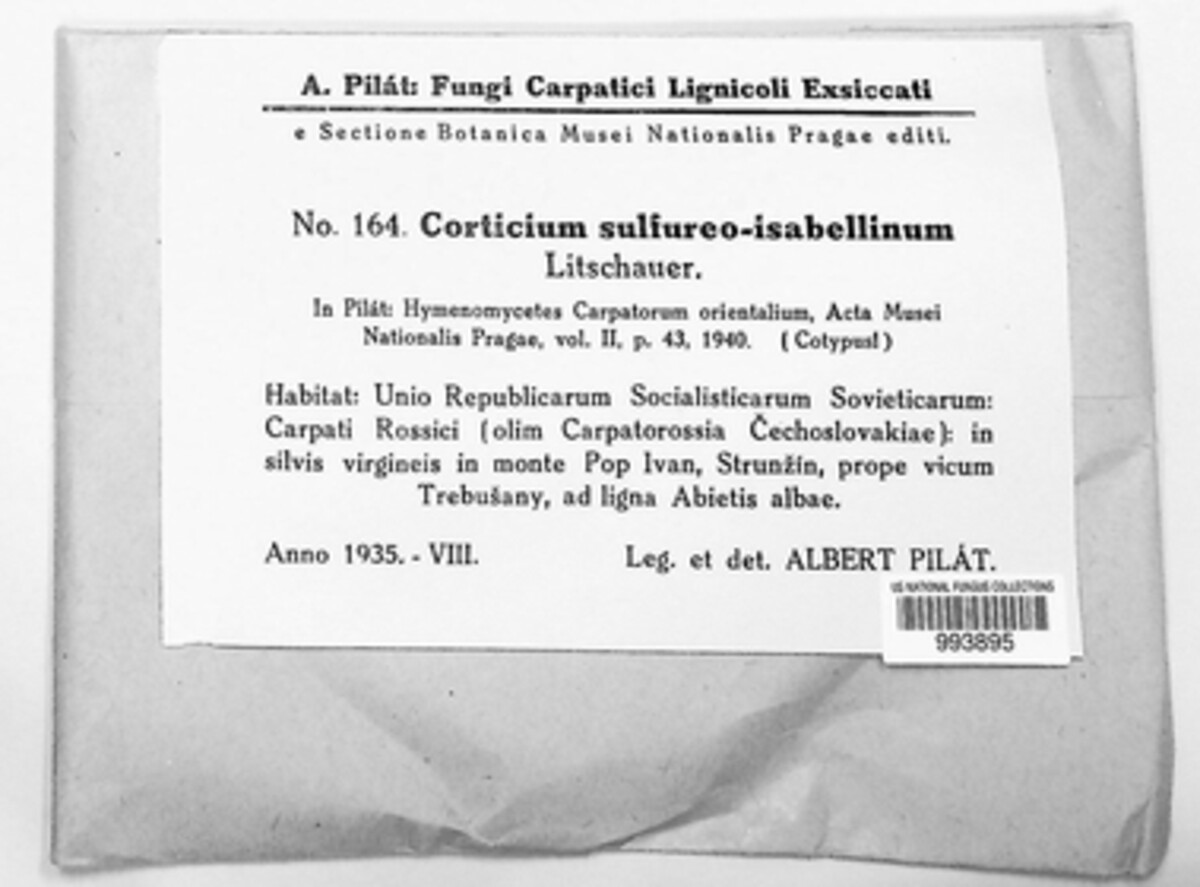 A. Pilát: Fungi Carpatici Lignicoli Exsiccati
e Sectione Botanica Musei Nationalis Pragae editi.
No. 164. Corticium sulfureo-isabellinum
Litschauer.
In Pilát: Hymenomycetes Carpatorum orientalium, Acta Musei
Nationalis Pragae, vol. II, p. 43, 1940. (Cotypus!)
Habitat: Unio Republicarum Socialisticarum Sovieticarum:
Carpati Rossici (olim Carpatorossia Čechoslovakiae): in
silvis virgineis in monte Pop Ivan, Strunžín, prope vicum
Trebušany, ad ligna Abietis albae.
Anno 1935. - VIII. Leg. et det. ALBERT PILÁT.
US NATIONAL FUNGUS COLLECTIONS
993895